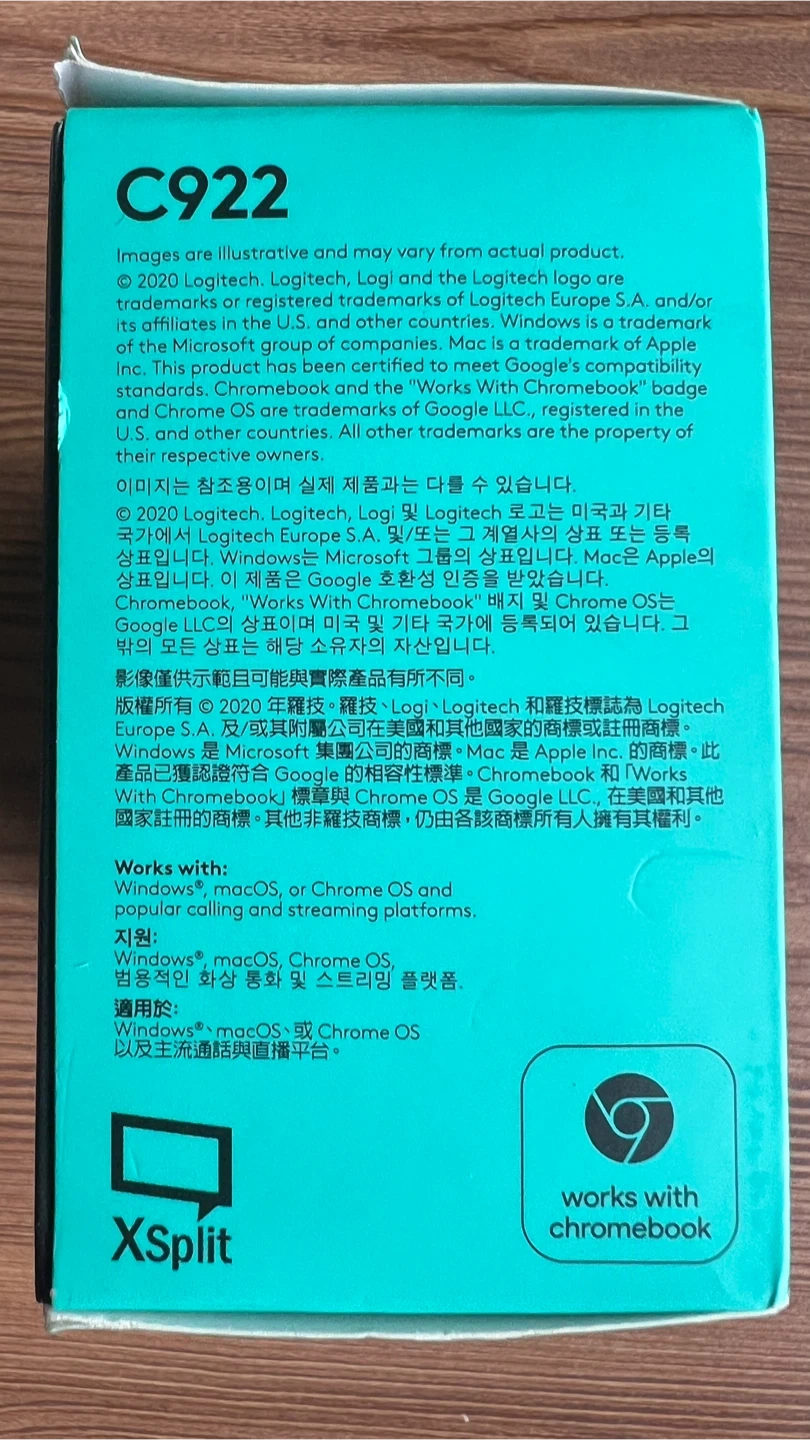 C922
Images are illustrative and may vary from actual product.
© 2020 Logitech. Logitech, Logi and the Logitech logo are
trademarks or registered trademarks of Logitech Europe S.A. and/or
its affiliates in the U.S. and other countries. Windows is a trademark
of the Microsoft group of companies. Mac is a trademark of Apple
Inc. This product has been certified to meet Google's compatibility
standards. Chromebook and the "Works With Chromebook" badge
and Chrome OS are trademarks of Google LLC., registered in the
U.S. and other countries. All other trademarks are the property of
their respective owners.
이미지는 참조용이며 실제 제품과는 다를 수 있습니다.
© 2020 Logitech. Logitech, Logi 및 Logitech 로고는 미국과 기타
국가에서 Logitech Europe S.A. 및/또는 그 계열사의 상표 또는 등록
상표입니다. Windows는 Microsoft 그룹의 상표입니다. Mac은 Apple의
상표입니다. 이 제품은 Google 호환성 인증을 받았습니다.
Chromebook, "Works With Chromebook" 배지 및 Chrome OS는
Google LLC의 상표이며 미국 및 기타 국가에 등록되어 있습니다. 그
밖의 모든 상표는 해당 소유자의 자산입니다.
影像僅供示範且可能與實際產品有所不同。
版權所有 © 2020 年羅技。羅技、Logi、Logitech 和羅技標誌為 Logitech
Europe S.A. 及/或其附屬公司在美國和其他國家的商標或註冊商標。
Windows 是 Microsoft 集團公司的商標。Mac 是 Apple Inc. 的商標。此
產品已獲認證符合 Google 的相容性標準。Chromebook 和「Works
With Chromebook」標章與 Chrome OS 是 Google LLC., 在美國和其他
國家註冊的商標。其他非羅技商標，仍由各該商標所有人擁有其權利。
Works with:
Windows®, macOS, or Chrome OS and
popular calling and streaming platforms.
지원:
Windows®, macOS, Chrome OS,
범용적인 화상 통화 및 스트리밍 플랫폼.
適用於:
Windows®、macOS、或 Chrome OS
以及主流通話與直播平台。
XSplit
works with
chromebook